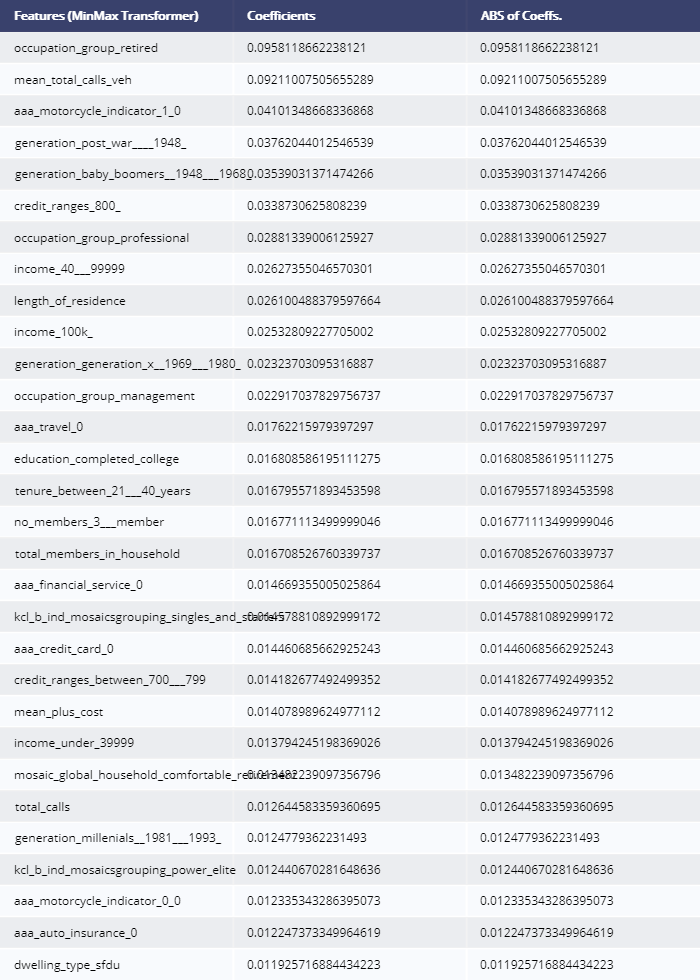 Features (MinMax Transformer) Coefficients ABS of Coeffs.
occupation_group_retired 0.0958118662238121 0.0958118662238121
mean_total_calls_veh 0.09211007505655289 0.09211007505655289
aaa_motorcycle_indicator_1_0 0.04101348668336868 0.04101348668336868
generation_post_war____1948_ 0.03762044012546539 0.03762044012546539
generation_baby_boomers__1948___1968_ 0.03539031371474266 0.03539031371474266
credit_ranges_800_ 0.0338730625808239 0.0338730625808239
occupation_group_professional 0.02881339006125927 0.02881339006125927
income_40___99999 0.02627355046570301 0.02627355046570301
length_of_residence 0.026100488379597664 0.026100488379597664
income_100k_ 0.02532809227705002 0.02532809227705002
generation_generation_x__1969___1980_ 0.02323703095316887 0.02323703095316887
occupation_group_management 0.022917037829756737 0.022917037829756737
aaa_travel_0 0.01762215979397297 0.01762215979397297
education_completed_college 0.016808586195111275 0.016808586195111275
tenure_between_21___40_years 0.016795571893453598 0.016795571893453598
no_members_3___member 0.016771113499999046 0.016771113499999046
total_members_in_household 0.016708526760339737 0.016708526760339737
aaa_financial_service_0 0.014669355005025864 0.014669355005025864
kcl_b_ind_mosaicsgrouping_singles_and_starters 0.014578810892999172 0.014578810892999172
aaa_credit_card_0 0.014460685662925243 0.014460685662925243
credit_ranges_between_700___799 0.014182677492499352 0.014182677492499352
mean_plus_cost 0.014078989624977112 0.014078989624977112
income_under_39999 0.013794245198369026 0.013794245198369026
mosaic_global_household_comfortable_retirement 0.013482239097356796 0.013482239097356796
total_calls 0.012644583359360695 0.012644583359360695
generation_millenials__1981___1993_ 0.0124779362231493 0.0124779362231493
kcl_b_ind_mosaicsgrouping_power_elite 0.012440670281648636 0.012440670281648636
aaa_motorcycle_indicator_0_0 0.012335343286395073 0.012335343286395073
aaa_auto_insurance_0 0.012247373349964619 0.012247373349964619
dwelling_type_sfdu 0.011925716884434223 0.011925716884434223